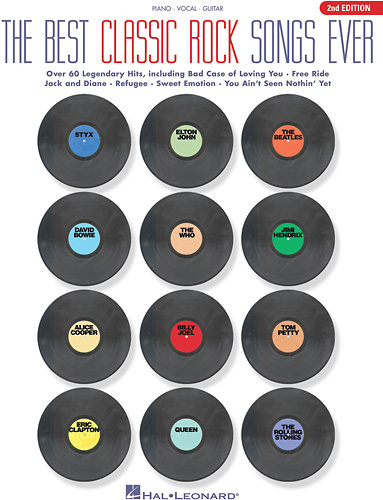 PIANO · VOCAL · GUITAR
2nd EDITION
THE BEST CLASSIC ROCK SONGS EVER
Over 60 Legendary Hits, including Bad Case of Loving You · Free Ride
Jack and Diane · Refugee · Sweet Emotion · You Ain't Seen Nothin' Yet
STYX
ELTON
JOHN
THE
BEATLES
DAVID
BOWIE
THE
WHO
JIMI
HENDRIX
ALICE
COOPER
BILLY
JOEL
TOM
PETTY
ERIC
CLAPTON
QUEEN
THE
ROLLING
STONES
HAL·LEONARD®